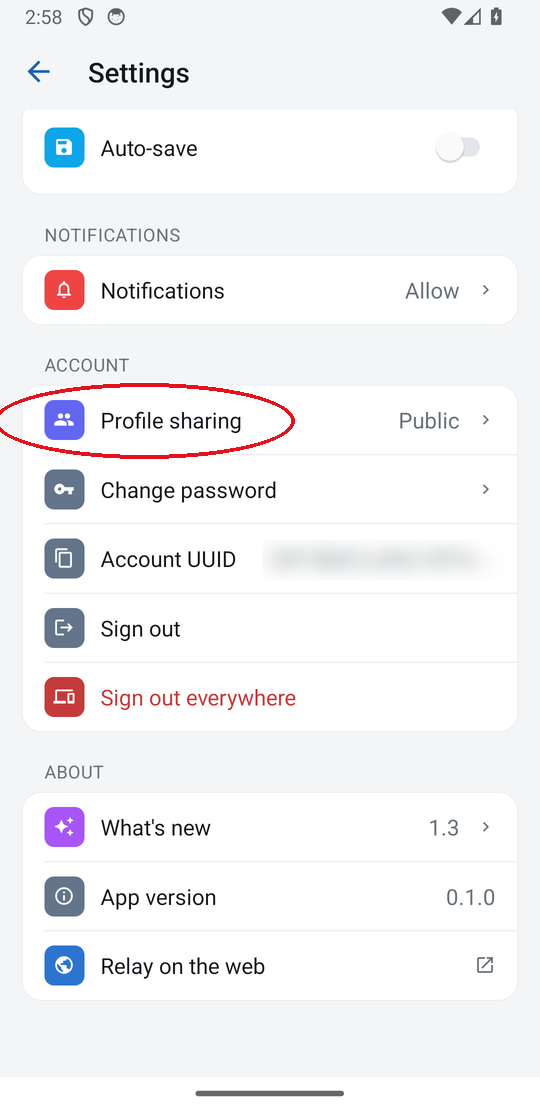 2:58
Settings
Auto-save
NOTIFICATIONS
Notifications Allow
ACCOUNT
Profile sharing Public
Change password
Account UUID
Sign out
Sign out everywhere
ABOUT
What's new 1.3
App version 0.1.0
Relay on the web